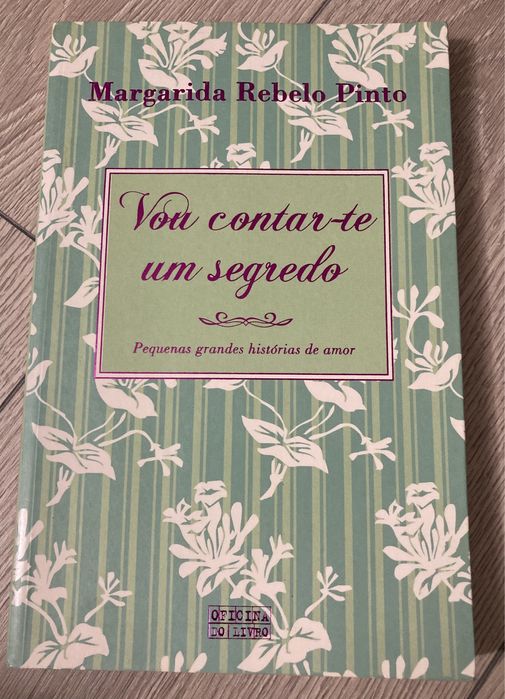 Margarida Rebelo Pinto
Vou contar-te
um segredo
Pequenas grandes histórias de amor
OFICINA
DO LIVRO